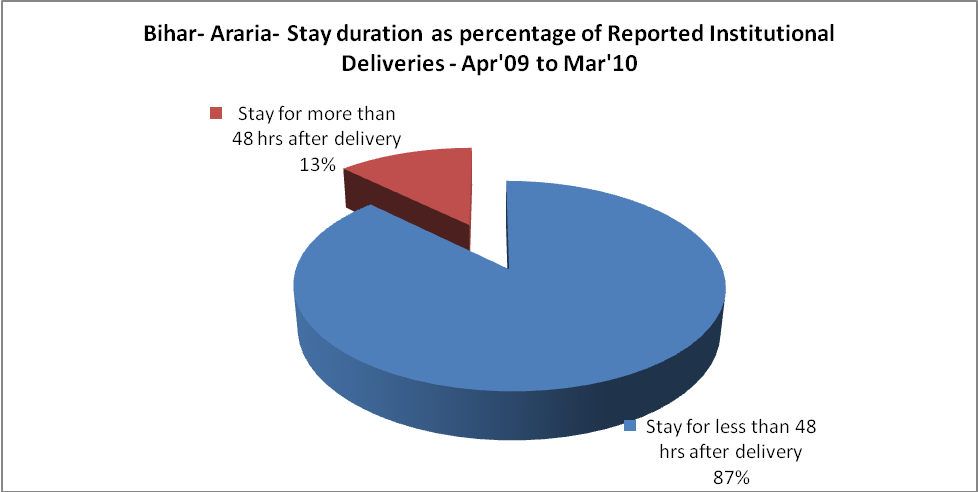 Bihar- Araria- Stay duration as percentage of Reported Institutional
Deliveries - Apr'09 to Mar'10
Stay for more than
48 hrs after delivery
13%
Stay for less than 48
hrs after delivery
87%